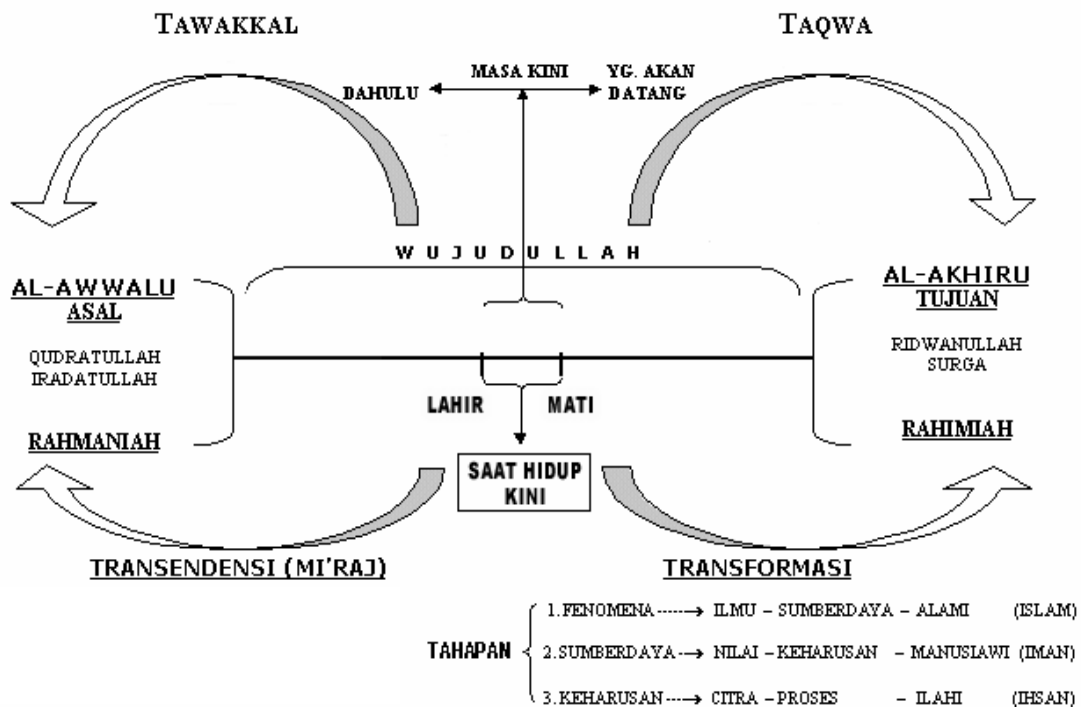 TAWAKKAL
TAQWA
MASA KINI
DAHULU
YG. AKAN
DATANG
W U J U D U L L A H
AL-AWWALU
ASAL
QUDRATULLAH
IRADATULLAH
RAHMANIAH
AL-AKHIRU
TUJUAN
RIDWANULLAH
SURGA
RAHIMIAH
LAHIR
MATI
SAAT HIDUP
KINI
TRANSENDENSI (MI'RAJ)
TRANSFORMASI
TAHAPAN
1. FENOMENA → ILMU – SUMBERDAYA – ALAMI (ISLAM)
2. SUMBERDAYA → NILAI – KEHARUSAN – MANUSIAWI (IMAN)
3. KEHARUSAN → CITRA – PROSES – ILAHI (IHSAN)